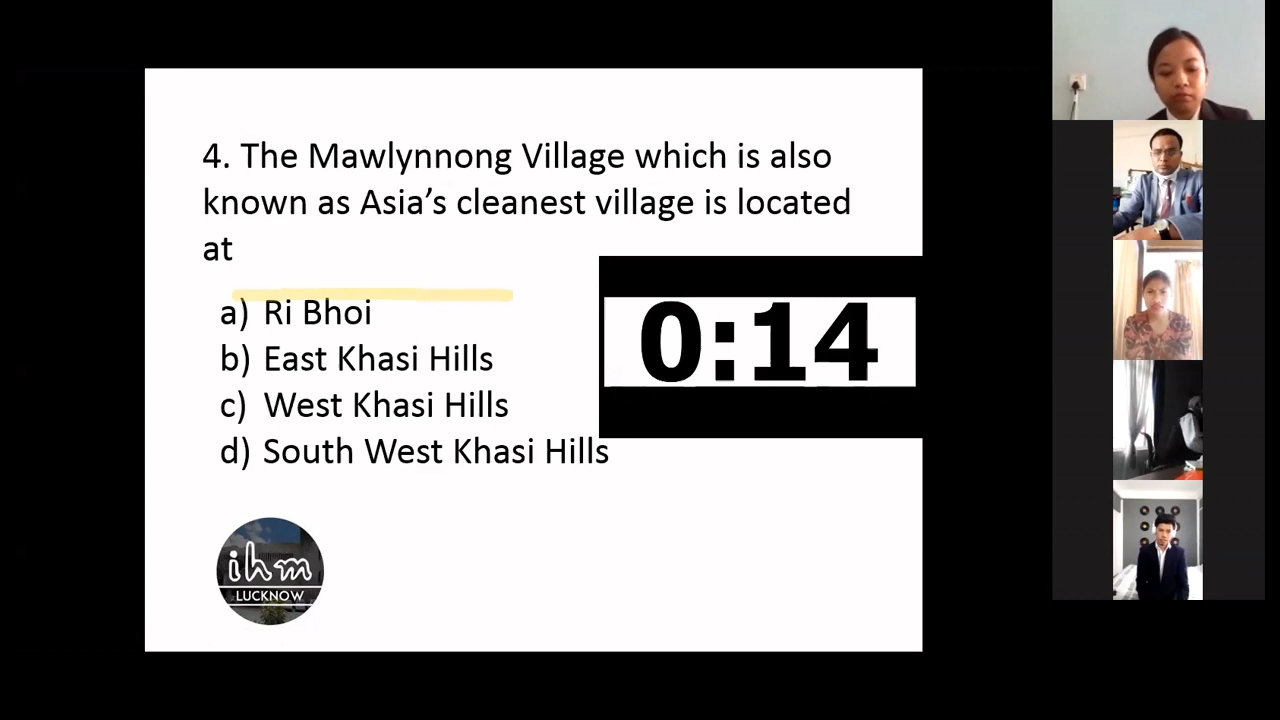 4. The Mawlynnong Village which is also
known as Asia’s cleanest village is located
at
a) Ri Bhoi
b) East Khasi Hills
c) West Khasi Hills
d) South West Khasi Hills
0:14
ihm
LUCKNOW